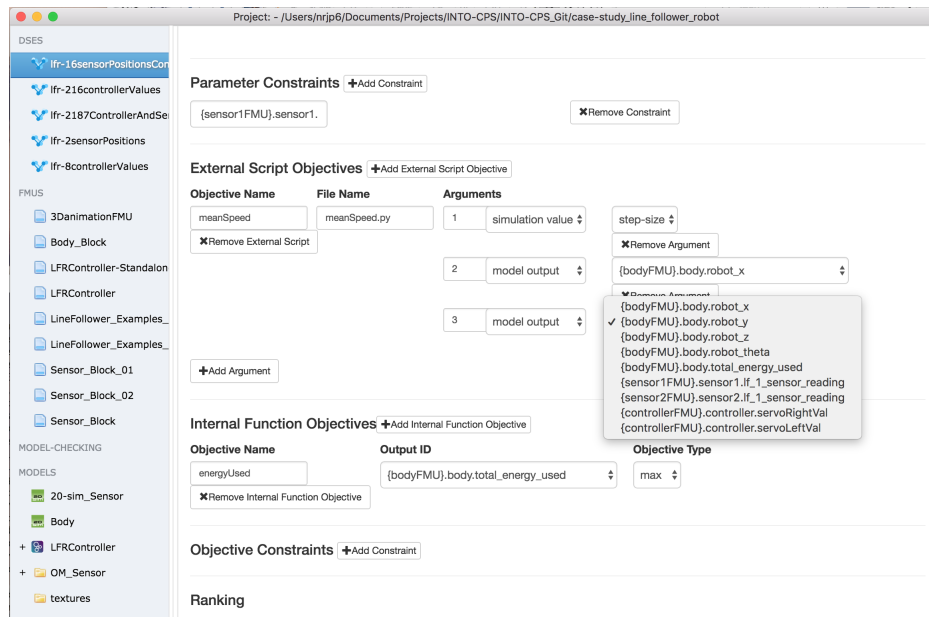 Project: - /Users/nrjp6/Documents/Projects/INTO-CPS/INTO-CPS_Git/case-study_line_follower_robot
DSES
lfr-16sensorPositionsCon
lfr-216controllerValues
lfr-2187ControllerAndSe
lfr-2sensorPositions
lfr-8controllerValues
FMUS
3DanimationFMU
Body_Block
LFRController-Standalon
LFRController
LineFollower_Examples_
LineFollower_Examples_
Sensor_Block_01
Sensor_Block_02
Sensor_Block
MODEL-CHECKING
MODELS
20-sim_Sensor
Body
+ LFRController
+ OM_Sensor
textures
Parameter Constraints +Add Constraint
{sensor1FMU}.sensor1. ✖Remove Constraint
External Script Objectives +Add External Script Objective
Objective Name File Name Arguments
meanSpeed meanSpeed.py 1 simulation value step-size
✖Remove External Script ✖Remove Argument
2 model output {bodyFMU}.body.robot_x
✖Remove Argument
3 model output
{bodyFMU}.body.robot_x
✓ {bodyFMU}.body.robot_y
{bodyFMU}.body.robot_z
{bodyFMU}.body.robot_theta
{bodyFMU}.body.total_energy_used
{sensor1FMU}.sensor1.lf_1_sensor_reading
{sensor2FMU}.sensor2.lf_1_sensor_reading
{controllerFMU}.controller.servoRightVal
{controllerFMU}.controller.servoLeftVal
+Add Argument
Internal Function Objectives +Add Internal Function Objective
Objective Name Output ID Objective Type
energyUsed {bodyFMU}.body.total_energy_used max
✖Remove Internal Function Objective
Objective Constraints +Add Constraint
Ranking